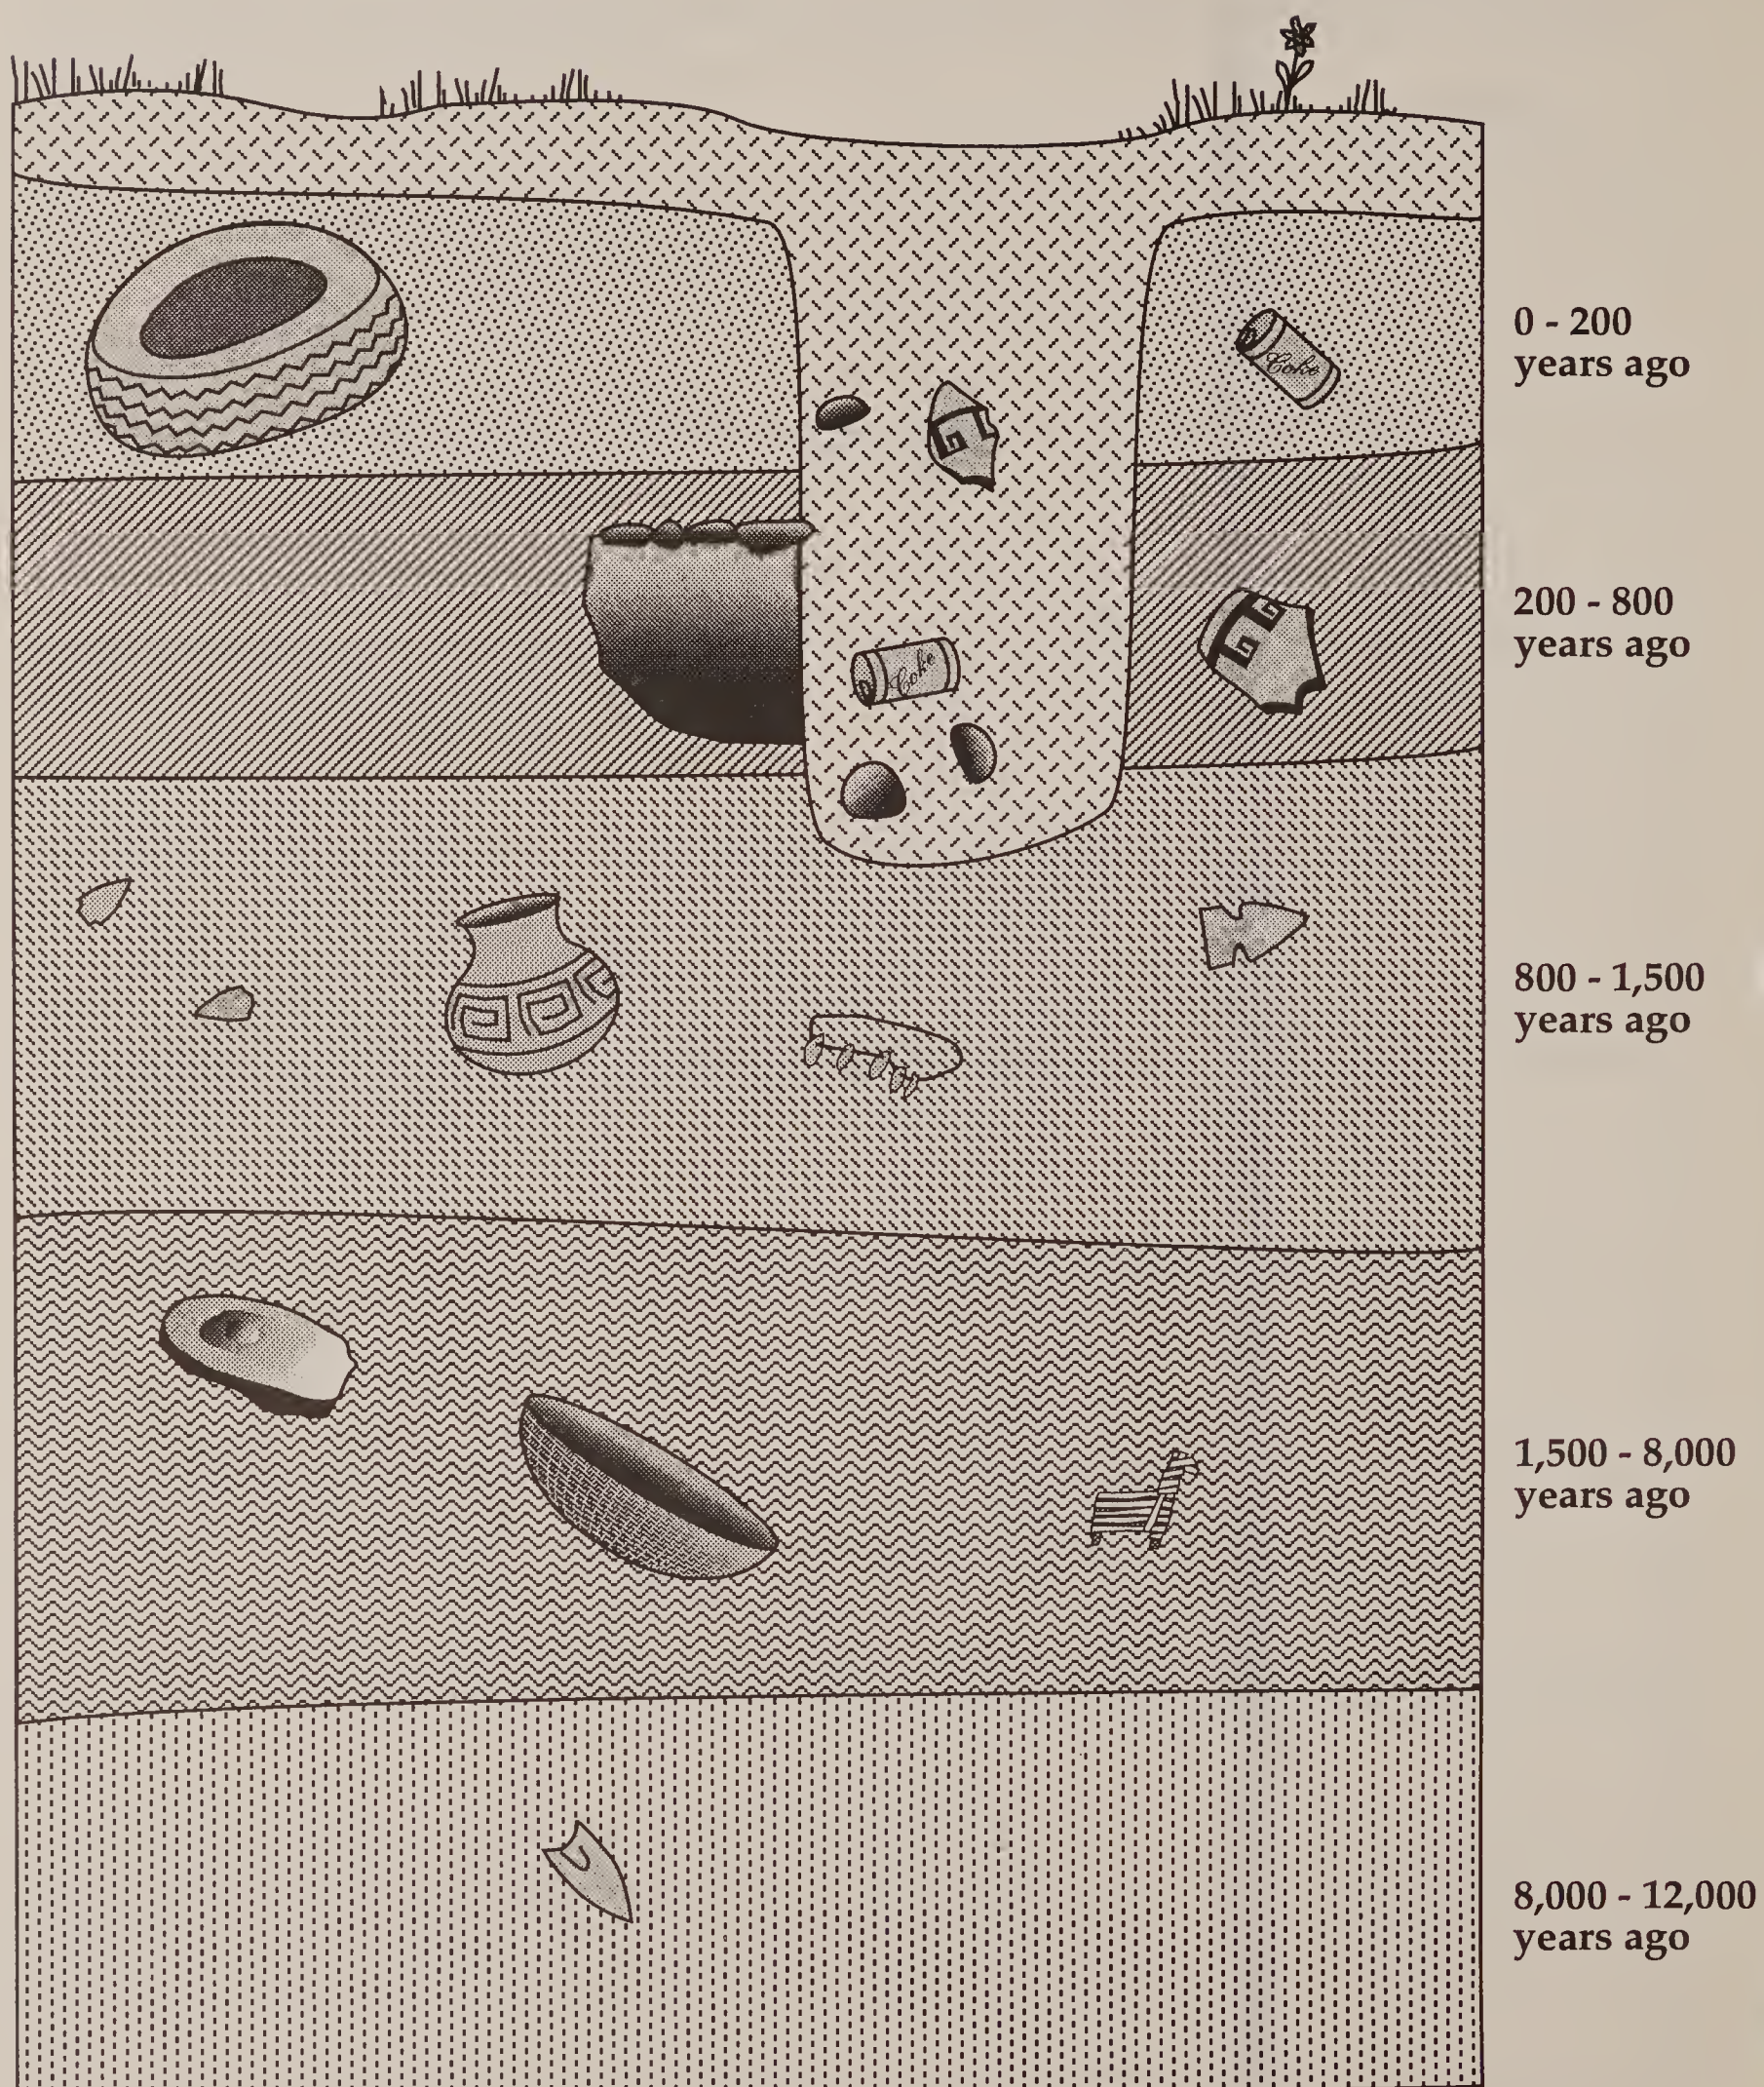 Coke
0 - 200
years ago
200 - 800
years ago
Coke
800 - 1,500
years ago
1,500 - 8,000
years ago
8,000 - 12,000
years ago